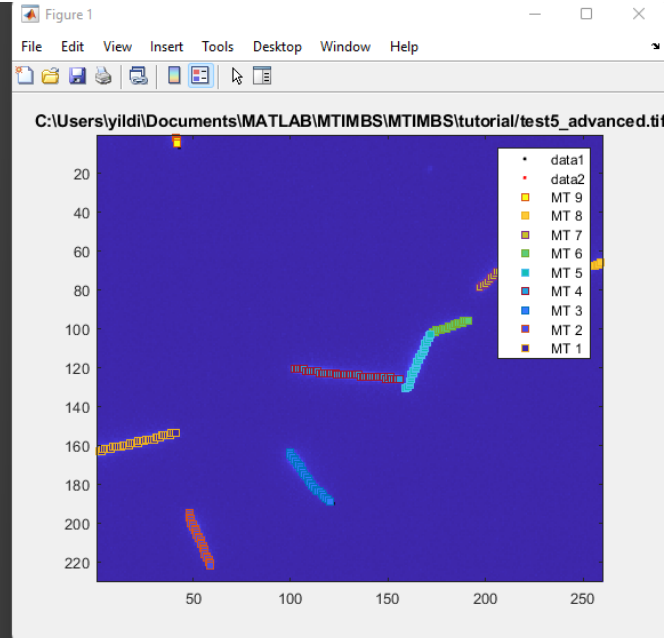 Figure 1
File Edit View Insert Tools Desktop Window Help
C:\Users\yildi\Documents\MATLAB\MTIMBS\MTIMBS\tutorial/test5_advanced.tif
data1
data2
MT 9
MT 8
MT 7
MT 6
MT 5
MT 4
MT 3
MT 2
MT 1
20
40
60
80
100
120
140
160
180
200
220
50 100 150 200 250